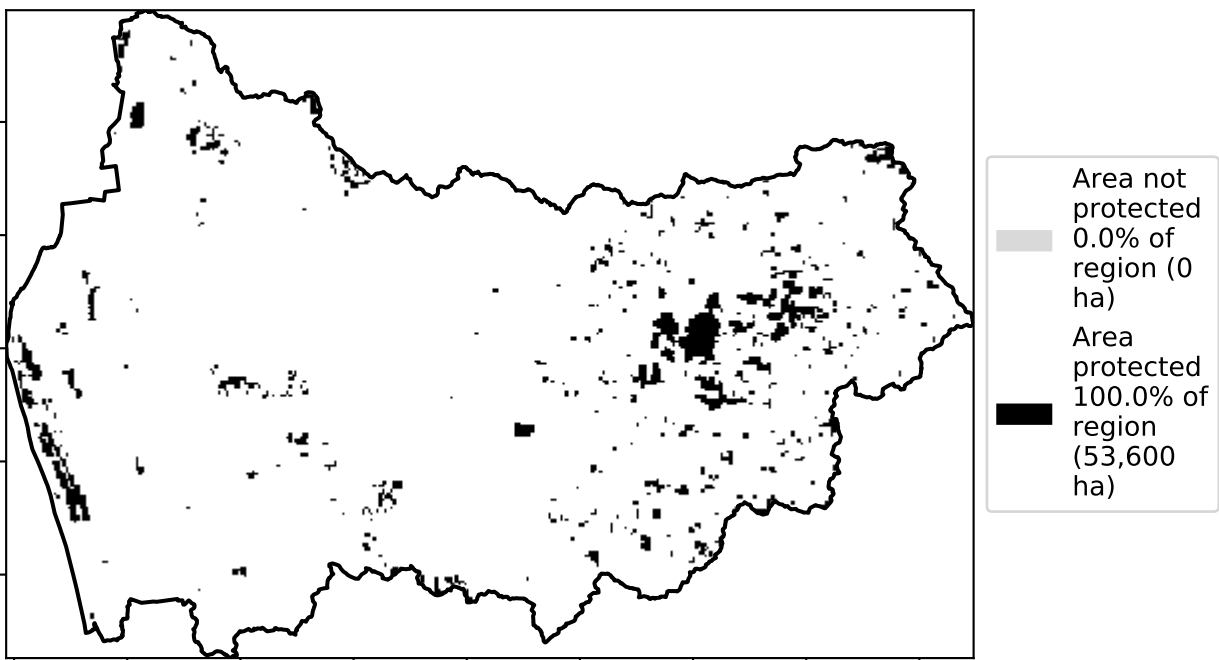 Area not
protected
0.0% of
region (0
ha)
Area
protected
100.0% of
region
(53,600
ha)